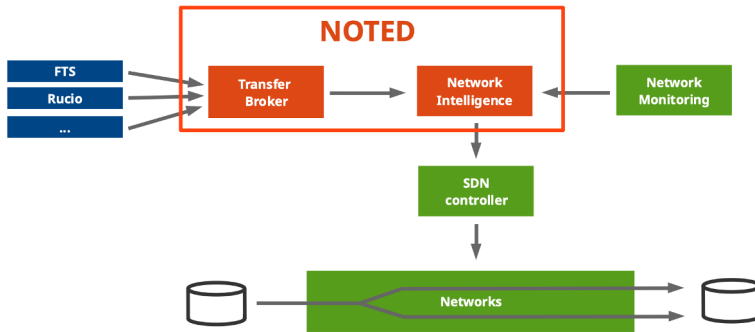 NOTED
FTS
Rucio
...
Transfer
Broker
Network
Intelligence
Network
Monitoring
SDN
controller
Networks